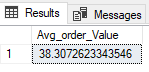 Results Messages
Avg_order_Value
1 38.3072623343546